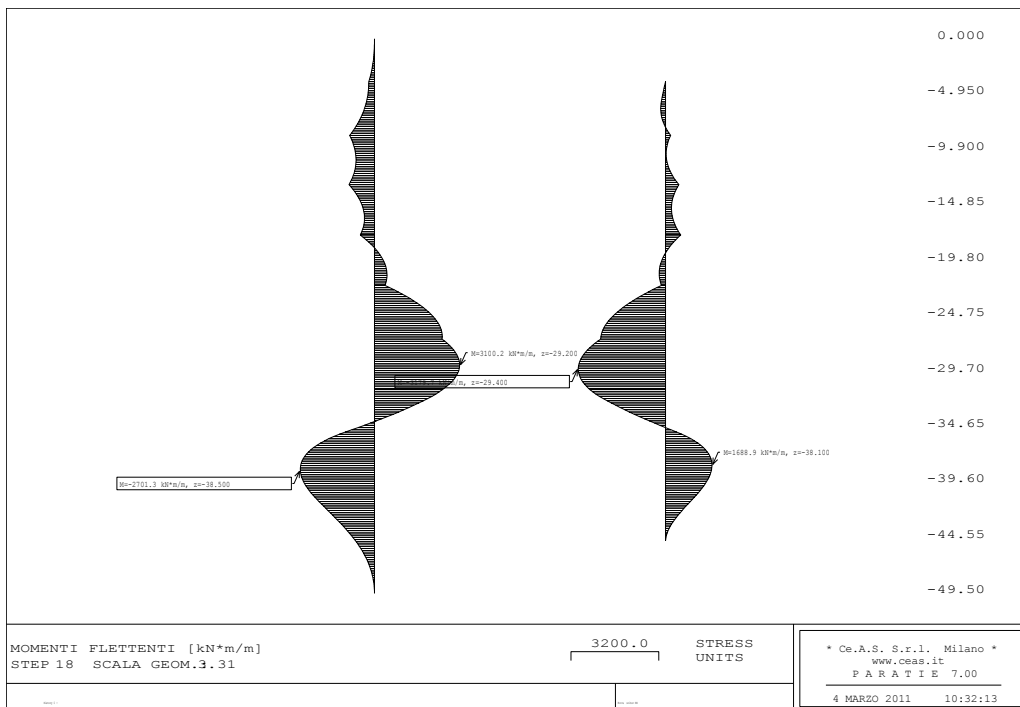 0.000
-4.950
-9.900
-14.85
-19.80
-24.75
M=3100.2 kN*m/m, z=-29.200
-29.70
kN*m/m, z=-29.400
-34.65
M=1688.9 kN*m/m, z=-38.100
-39.60
M=-2701.3 kN*m/m, z=-38.500
-44.55
-49.50
MOMENTI FLETTENTI [kN*m/m]
STEP 18 SCALA GEOM. .31
3200.0
STRESS
UNITS
* Ce.A.S. S.r.l. Milano *
www.ceas.it
P A R A T I E 7.00
4 MARZO 2011 10:32:13